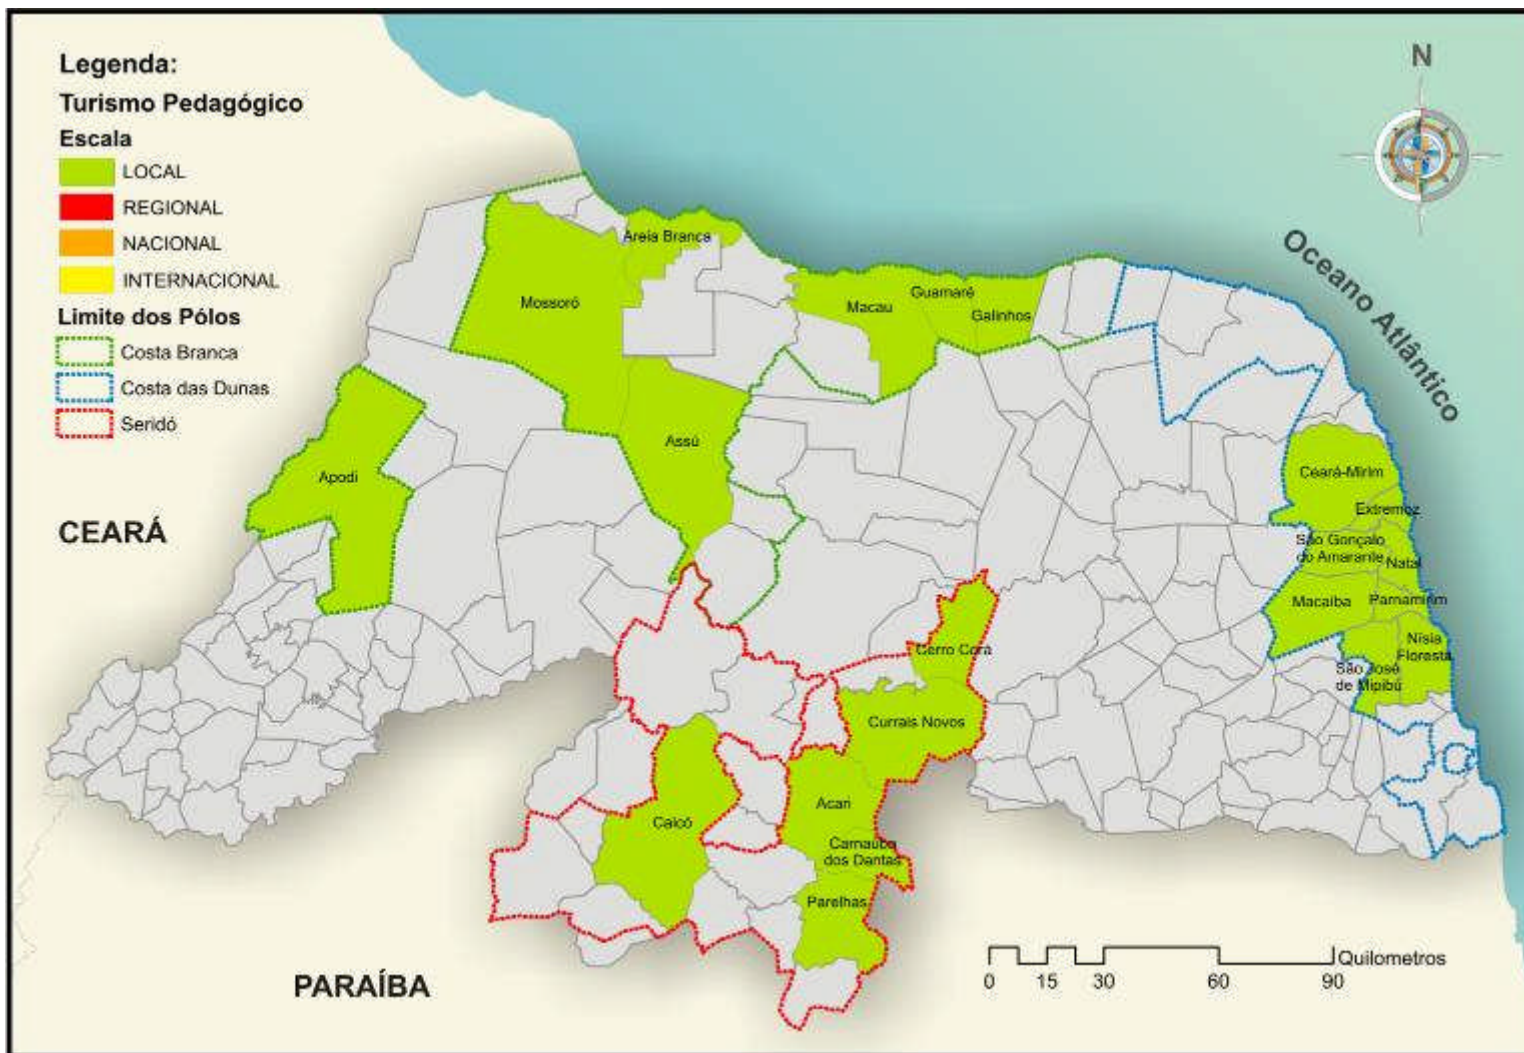 Legenda:
Turismo Pedagógico
Escala
LOCAL
REGIONAL
NACIONAL
INTERNACIONAL
Limite dos Pólos
Costa Branca
Costa das Dunas
Seridó
N
Oceano Atlântico
Areia Branca
Mossoró
Macau
Guamaré
Galinhos
Assú
Apodi
CEARÁ
Ceará-Mirim
Extremoz
São Gonçalo
do Amarante
Natal
Macaíba
Parnamirim
Nísia
Floresta
São José
de Mipibú
Cerro Corá
Currais Novos
Acari
Caicó
Carnaúba
dos Dantas
Parelhas
PARAÍBA
Quilometros
0 15 30 60 90